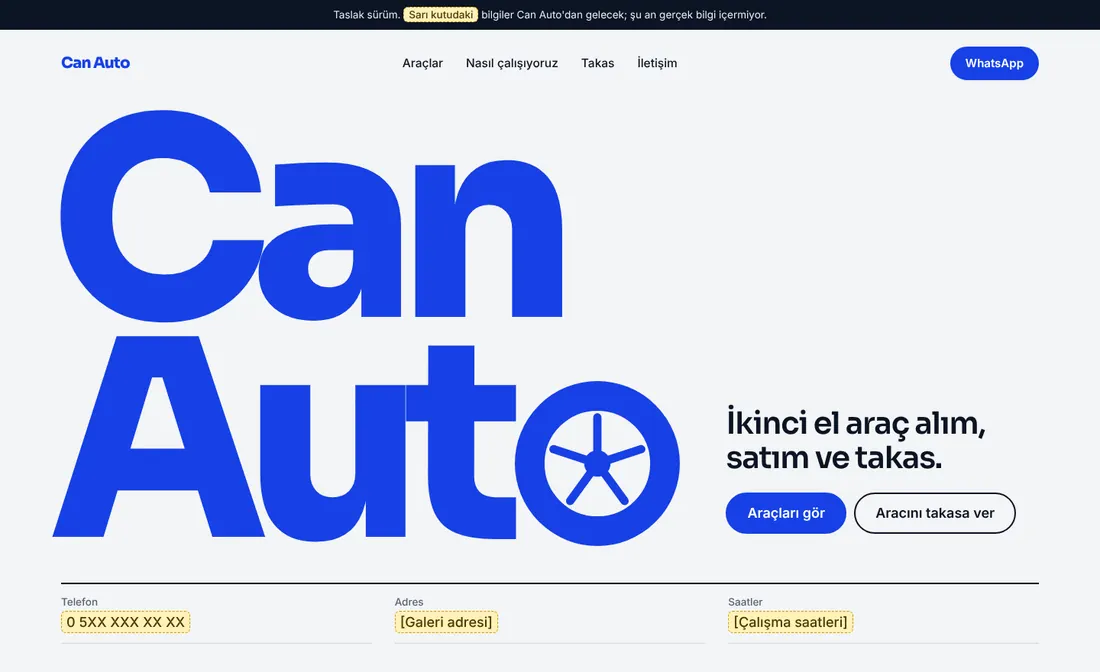 Taslak sürüm. Sarı kutudaki bilgiler Can Auto'dan gelecek; şu an gerçek bilgi içermiyor.
Can Auto
Araçlar Nasıl çalışıyoruz Takas İletişim
WhatsApp
Can
Auto
İkinci el araç alım,
satım ve takas.
Araçları gör Aracını takasa ver
Telefon Adres Saatler
0 5XX XXX XX XX [Galeri adresi] [Çalışma saatleri]